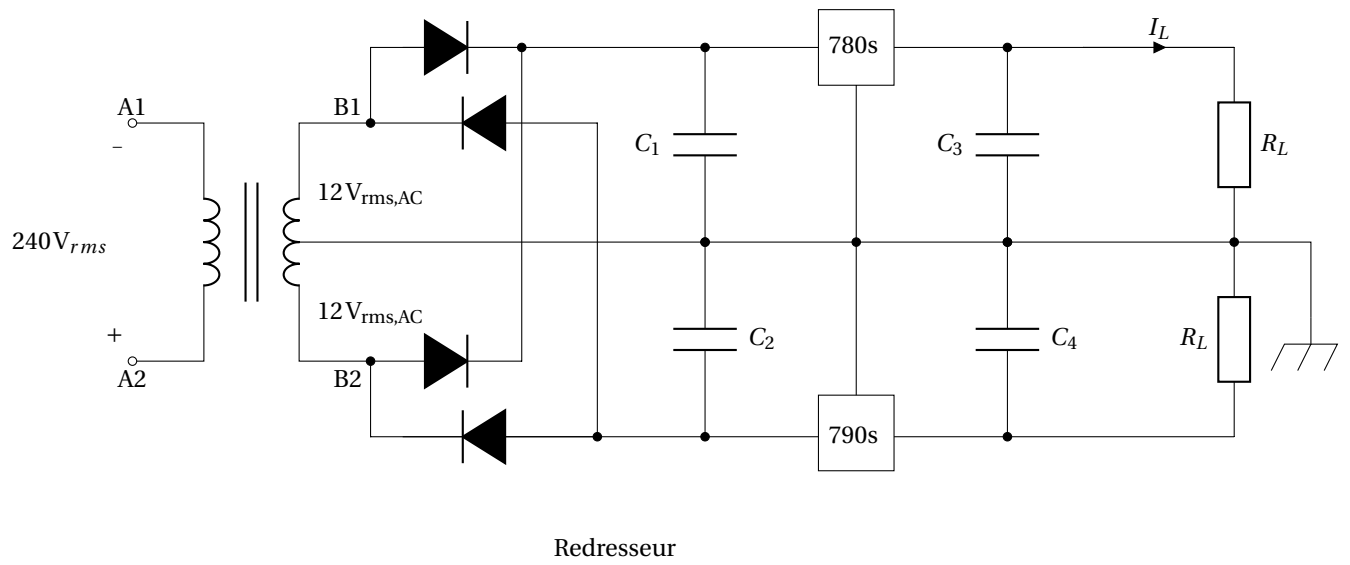 I_L
780s
A1
B1
–
C_1
C_3
R_L
12V_rms,AC
240V_rms
12V_rms,AC
+
C_2
C_4
R_L
A2
B2
790s
Redresseur